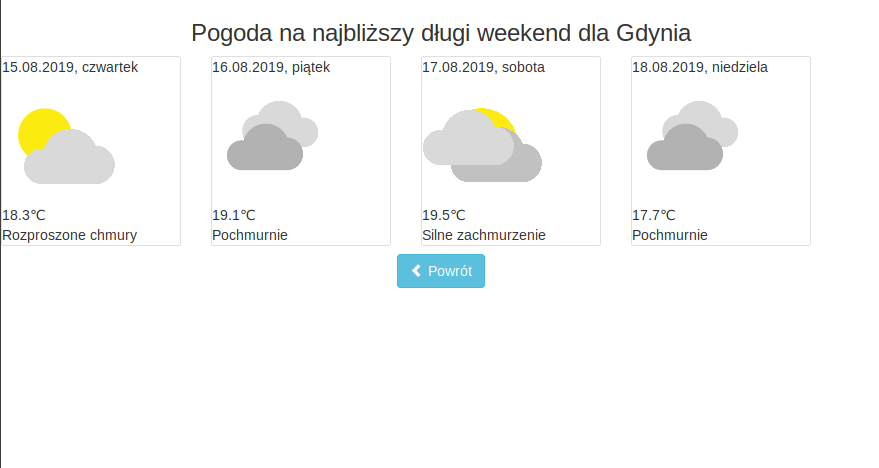 Pogoda na najbliższy długi weekend dla Gdynia
15.08.2019, czwartek
18.3℃
Rozproszone chmury
16.08.2019, piątek
19.1℃
Pochmurnie
17.08.2019, sobota
19.5℃
Silne zachmurzenie
18.08.2019, niedziela
17.7℃
Pochmurnie
Powrót